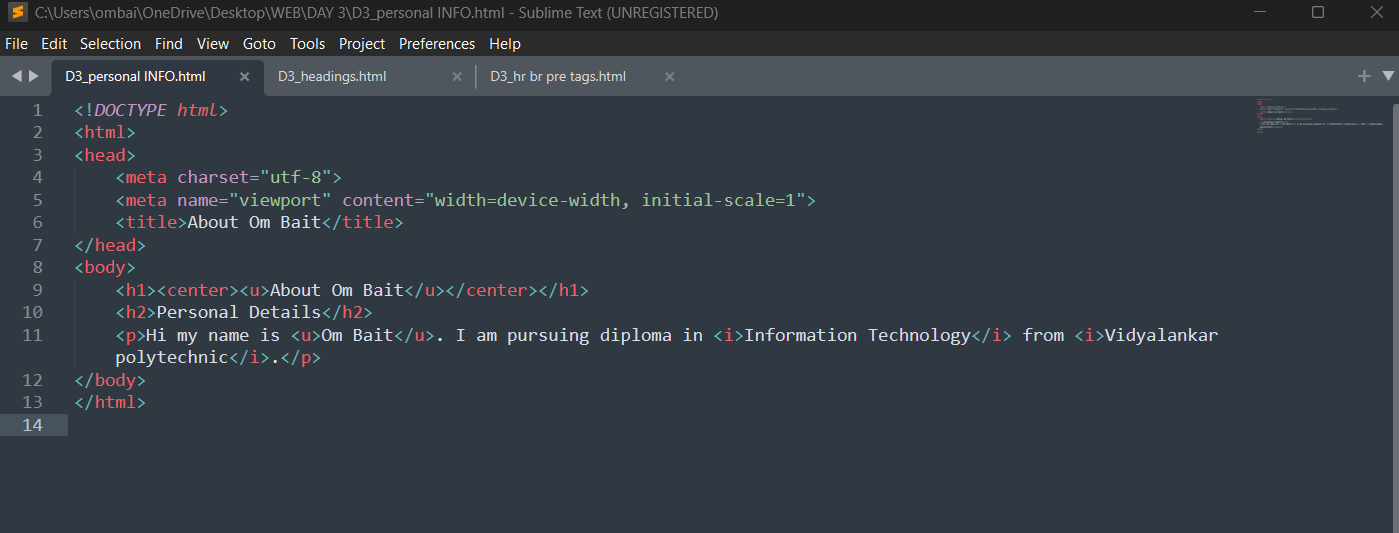 C:\Users\ombai\OneDrive\Desktop\WEB\DAY 3\D3_personal INFO.html - Sublime Text (UNREGISTERED)
File Edit Selection Find View Goto Tools Project Preferences Help
D3_personal INFO.html D3_headings.html D3_hr br pre tags.html
1 <!DOCTYPE html>
2 <html>
3 <head>
4 <meta charset="utf-8">
5 <meta name="viewport" content="width=device-width, initial-scale=1">
6 <title>About Om Bait</title>
7 </head>
8 <body>
9 <h1><center><u>About Om Bait</u></center></h1>
10 <h2>Personal Details</h2>
11 <p>Hi my name is <u>Om Bait</u>. I am pursuing diploma in <i>Information Technology</i> from <i>Vidyalankar
polytechnic</i>.</p>
12 </body>
13 </html>
14